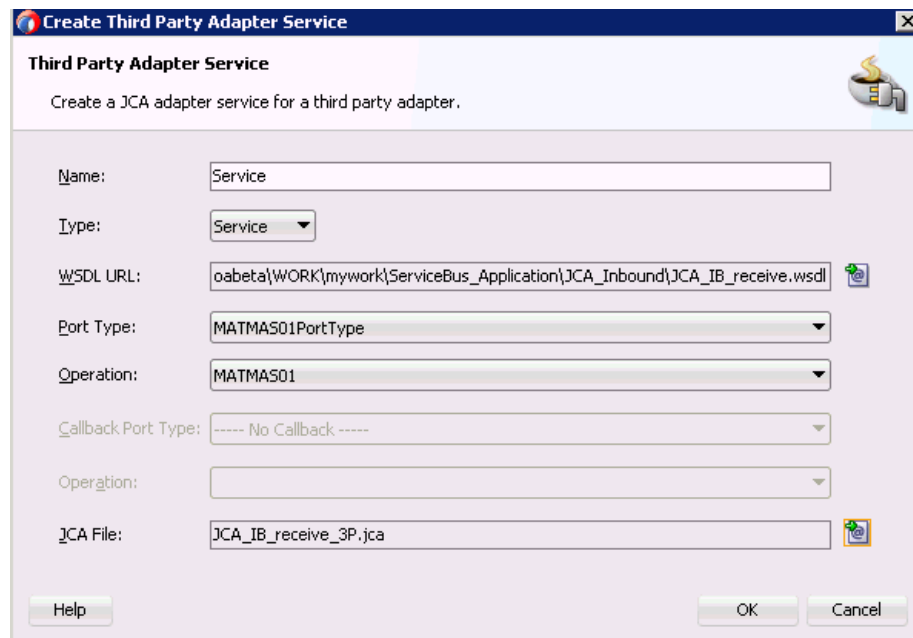 Create Third Party Adapter Service
Third Party Adapter Service
Create a JCA adapter service for a third party adapter.
Name: Service
Type: Service
WSDL URL: oabeta\WORK\mywork\ServiceBus_Application\JCA_Inbound\JCA_IB_receive.wsdl
Port Type: MATMAS01PortType
Operation: MATMAS01
Callback Port Type: ----- No Callback -----
Operation:
JCA File: JCA_IB_receive_3P.jca
Help OK Cancel